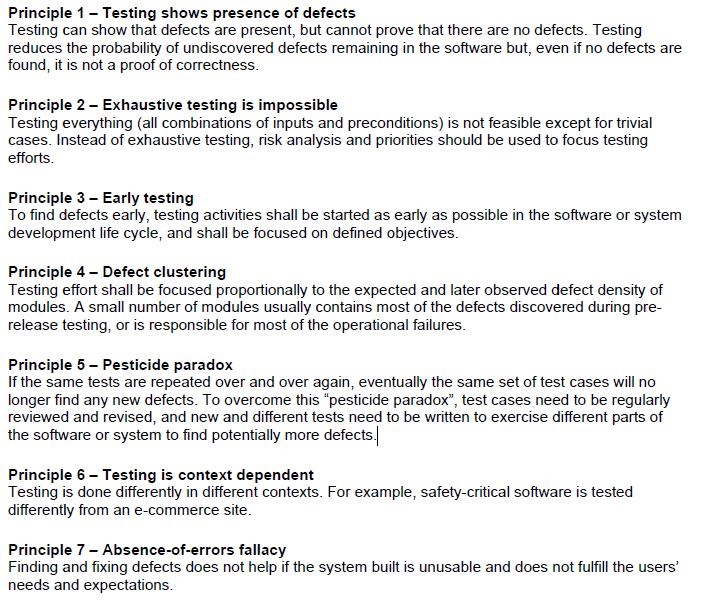 Principle 1 – Testing shows presence of defects
Testing can show that defects are present, but cannot prove that there are no defects. Testing
reduces the probability of undiscovered defects remaining in the software but, even if no defects are
found, it is not a proof of correctness.
Principle 2 – Exhaustive testing is impossible
Testing everything (all combinations of inputs and preconditions) is not feasible except for trivial
cases. Instead of exhaustive testing, risk analysis and priorities should be used to focus testing
efforts.
Principle 3 – Early testing
To find defects early, testing activities shall be started as early as possible in the software or system
development life cycle, and shall be focused on defined objectives.
Principle 4 – Defect clustering
Testing effort shall be focused proportionally to the expected and later observed defect density of
modules. A small number of modules usually contains most of the defects discovered during pre-
release testing, or is responsible for most of the operational failures.
Principle 5 – Pesticide paradox
If the same tests are repeated over and over again, eventually the same set of test cases will no
longer find any new defects. To overcome this “pesticide paradox”, test cases need to be regularly
reviewed and revised, and new and different tests need to be written to exercise different parts of
the software or system to find potentially more defects.
Principle 6 – Testing is context dependent
Testing is done differently in different contexts. For example, safety-critical software is tested
differently from an e-commerce site.
Principle 7 – Absence-of-errors fallacy
Finding and fixing defects does not help if the system built is unusable and does not fulfill the users’
needs and expectations.